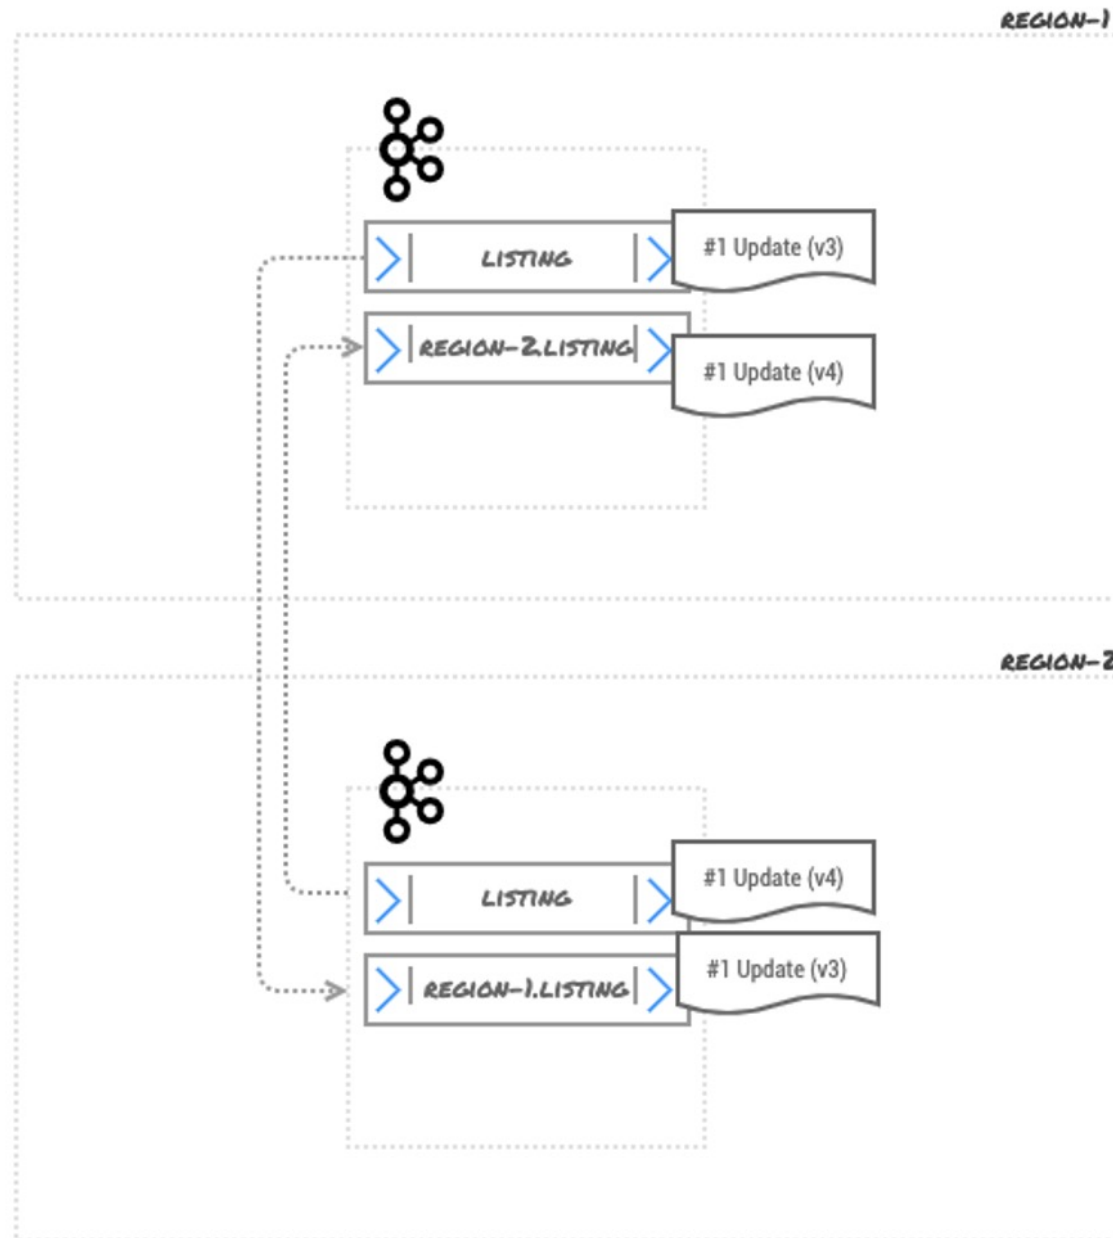 REGION-1
LISTING
#1 Update (v3)
REGION-2.LISTING
#1 Update (v4)
REGION-2
LISTING
#1 Update (v4)
REGION-1.LISTING
#1 Update (v3)